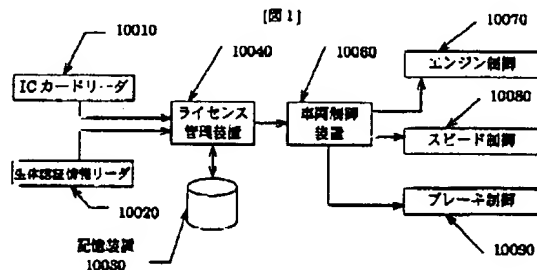 [図1]
10010
ICカードリーダ
10040
ライセンス
管理装置
10060
車両制御
装置
10070
エンジン制御
10080
スピード制御
生体認証情報リーダ
10020
記憶装置
10030
ブレーキ制御
10090